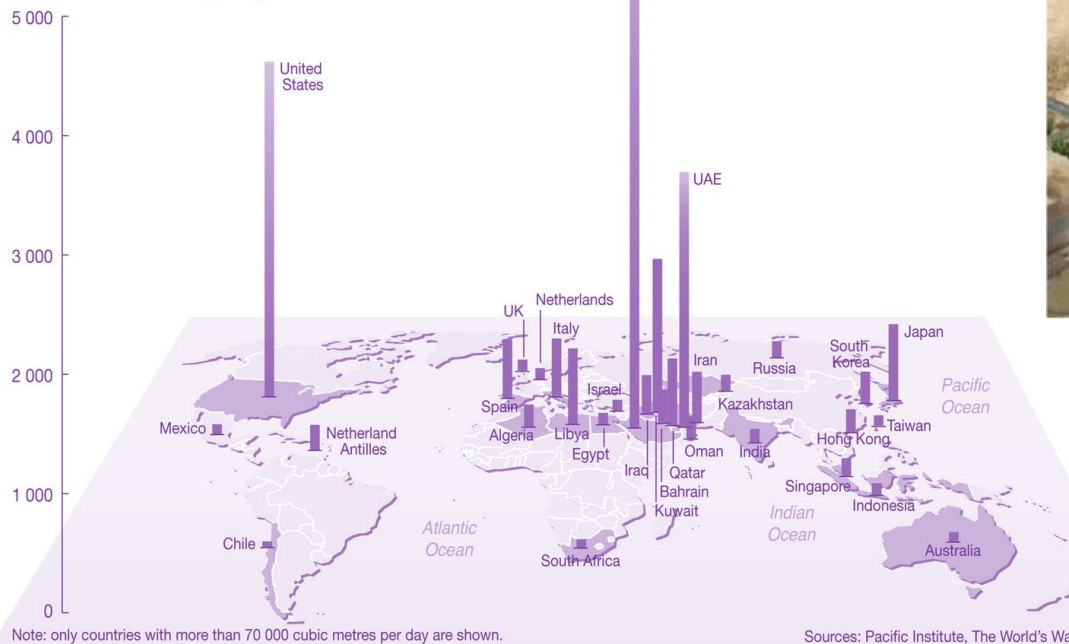 5 000
4 000
3 000
2 000
1 000
0
United
States
UAE
UK
Netherlands
Italy
Spain
Algeria
Libya
Egypt
Israel
Iraq
Kuwait
Bahrain
Qatar
Iran
Oman
Kazakhstan
Russia
South
Korea
Japan
Taiwan
Hong Kong
India
Singapore
Indonesia
Australia
Mexico
Netherland
Antilles
Chile
South Africa
Atlantic
Ocean
Indian
Ocean
Pacific
Ocean
Note: only countries with more than 70 000 cubic metres per day are shown.
Sources: Pacific Institute, The World's